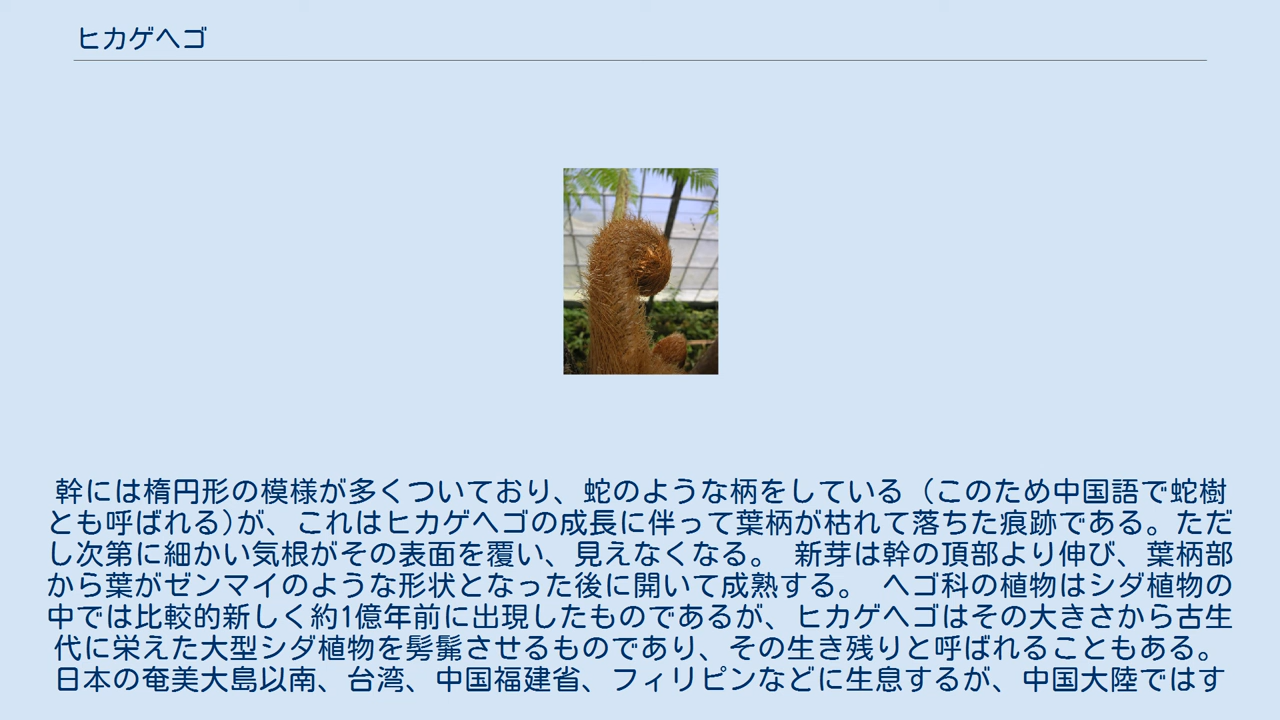 ヒカゲヘゴ
幹には楕円形の模様が多くついており、蛇のような柄をしている（このため中国語で蛇樹
とも呼ばれる)が、これはヒカゲヘゴの成長に伴って葉柄が枯れて落ちた痕跡である。ただ
し次第に細かい気根がその表面を覆い、見えなくなる。 新芽は幹の頂部より伸び、葉柄部
から葉がゼンマイのような形状となった後に開いて成熟する。 ヘゴ科の植物はシダ植物の
中では比較的新しく約1億年前に出現したものであるが、ヒカゲヘゴはその大きさから古生
代に栄えた大型シダ植物を髣髴させるものであり、その生き残りと呼ばれることもある。
日本の奄美大島以南、台湾、中国福建省、フィリピンなどに生息するが、中国大陸ではす